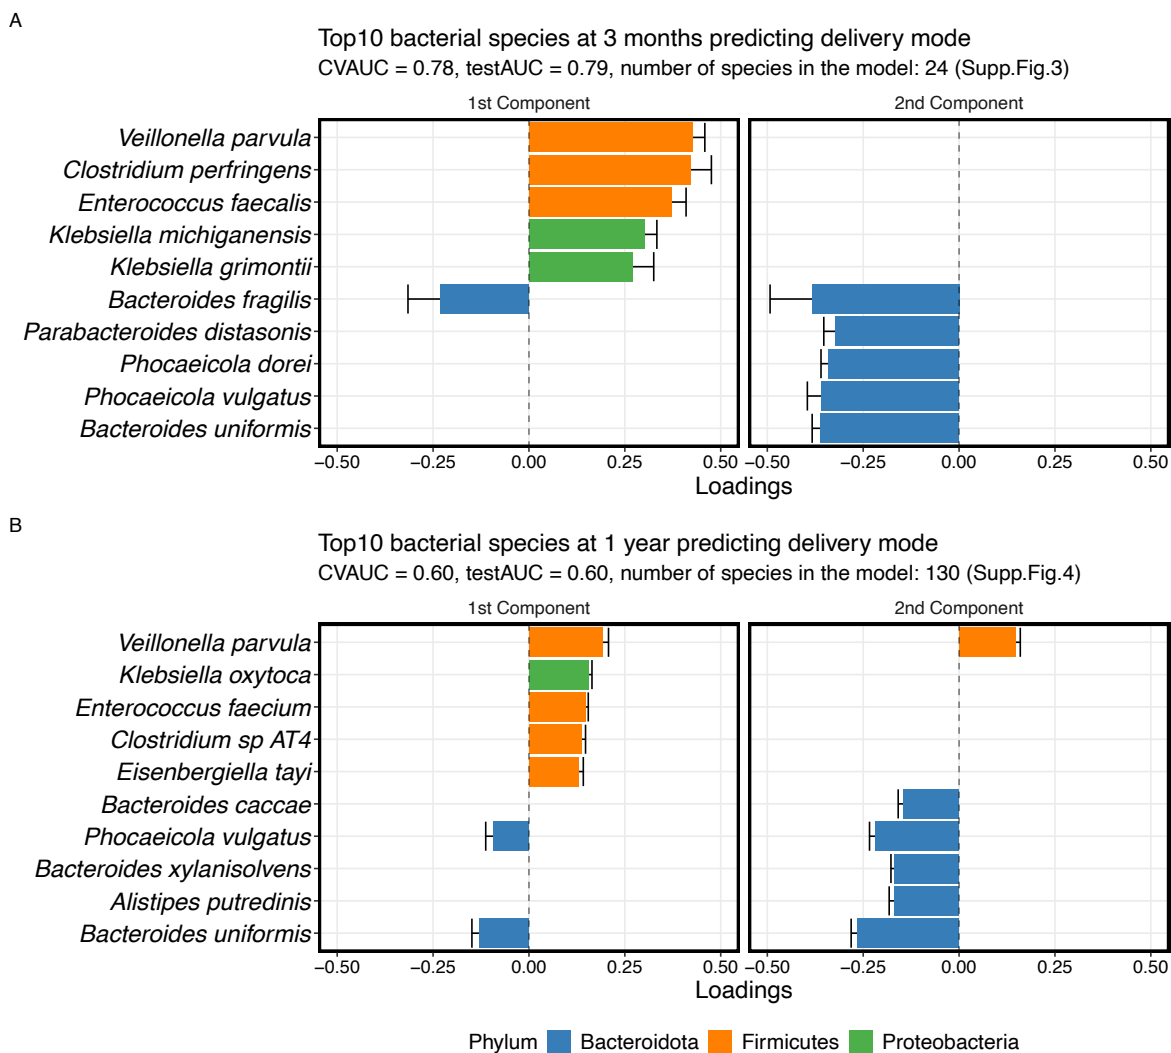 A
Top10 bacterial species at 3 months predicting delivery mode
CVAUC = 0.78, testAUC = 0.79, number of species in the model: 24 (Supp.Fig.3)
1st Component
2nd Component
Veillonella parvula
Clostridium perfringens
Enterococcus faecalis
Klebsiella michiganensis
Klebsiella grimontii
Bacteroides fragilis
Parabacteroides distasonis
Phocaeicola dorei
Phocaeicola vulgatus
Bacteroides uniformis
−0.50 −0.25 0.00 0.25 0.50 −0.50 −0.25 0.00 0.25 0.50
Loadings
B
Top10 bacterial species at 1 year predicting delivery mode
CVAUC = 0.60, testAUC = 0.60, number of species in the model: 130 (Supp.Fig.4)
1st Component
2nd Component
Veillonella parvula
Klebsiella oxytoca
Enterococcus faecium
Clostridium sp AT4
Eisenbergiella tayi
Bacteroides caccae
Phocaeicola vulgatus
Bacteroides xylanisolvens
Alistipes putredinis
Bacteroides uniformis
−0.50 −0.25 0.00 0.25 0.50 −0.50 −0.25 0.00 0.25 0.50
Loadings
Phylum Bacteroidota Firmicutes Proteobacteria